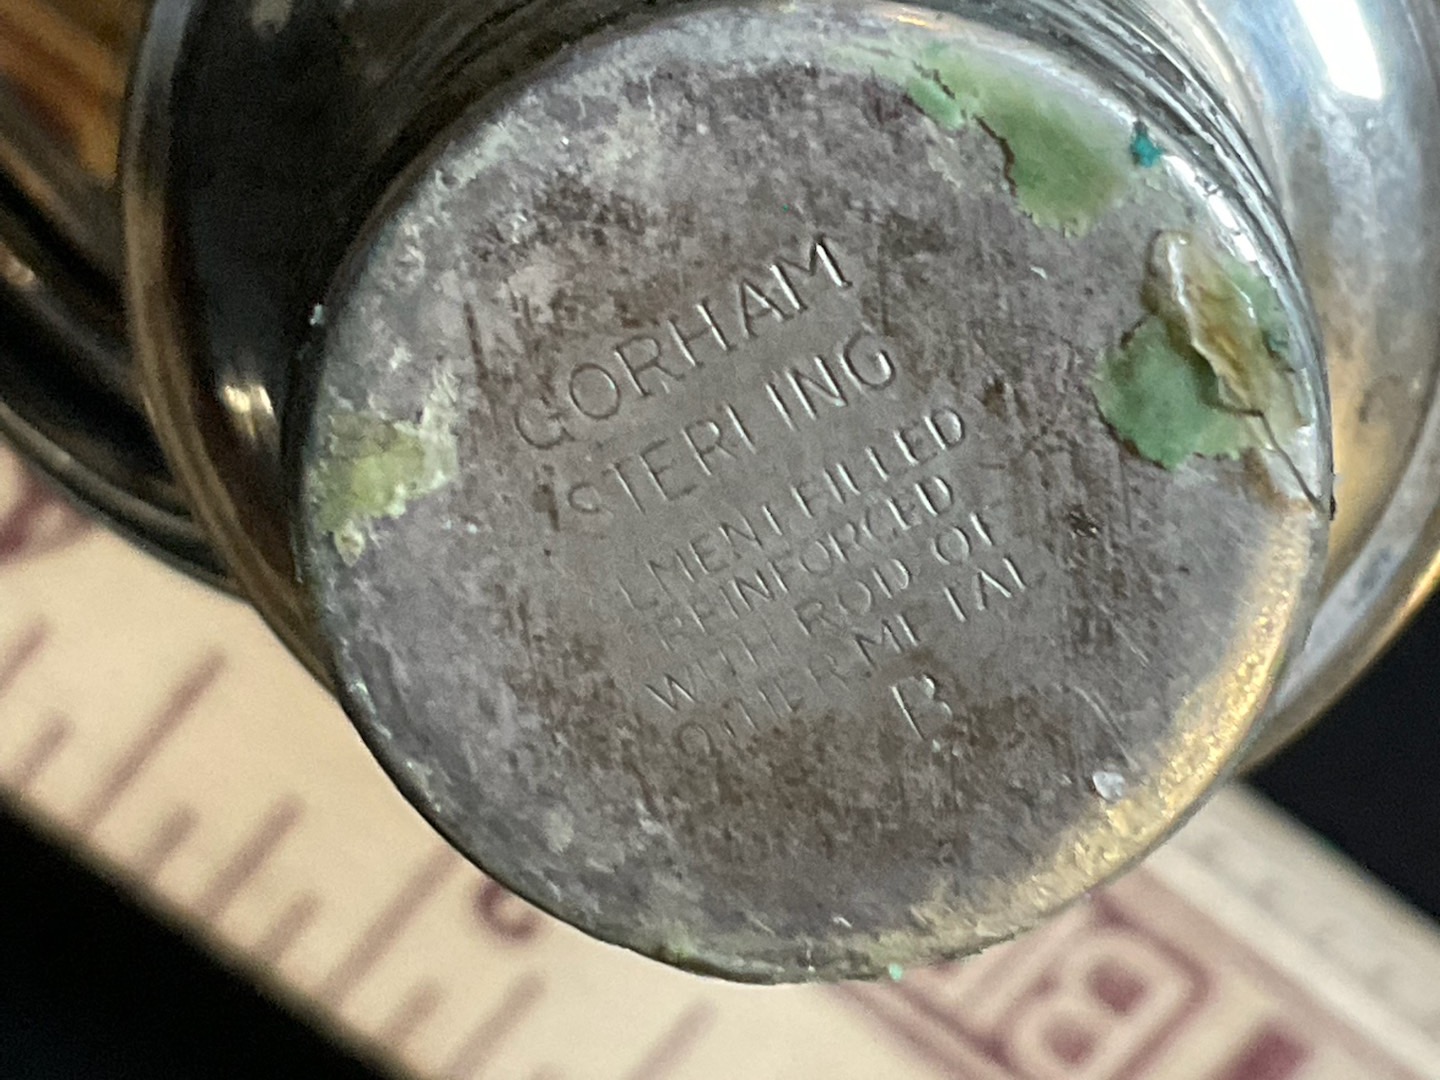 GORHAM
STERLING
CEMENT FILLED
REINFORCED
WITH ROD OF
OTHER METAL
B